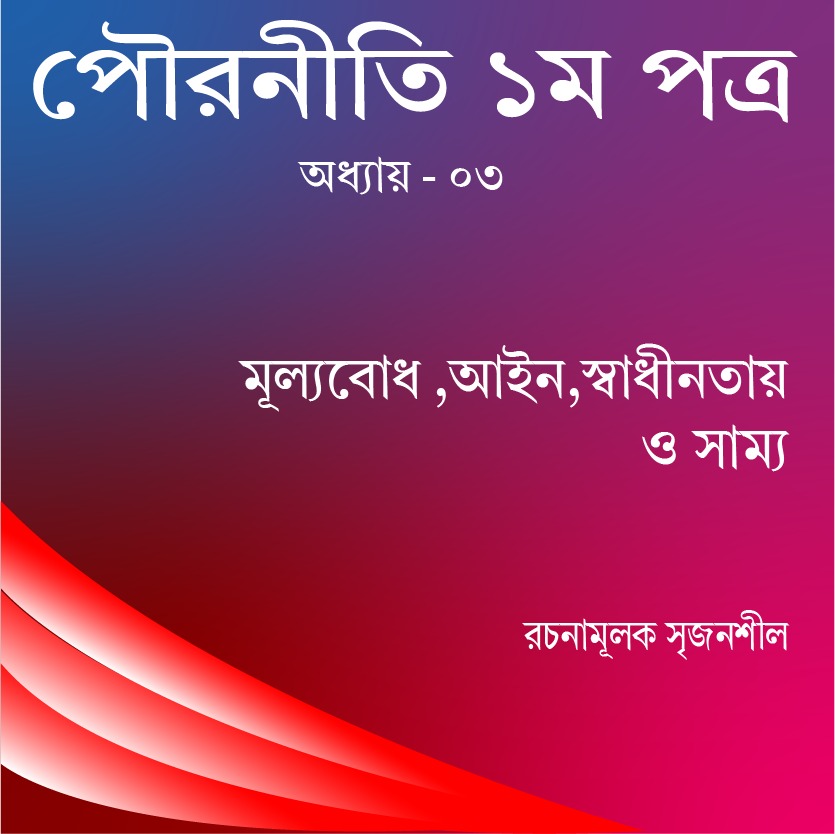 পৌরনীতি ১ম পত্র
অধ্যায় - ০৩
মূল্যবোধ ,আইন,স্বাধীনতায়
ও সাম্য
রচনামূলক সৃজনশীল